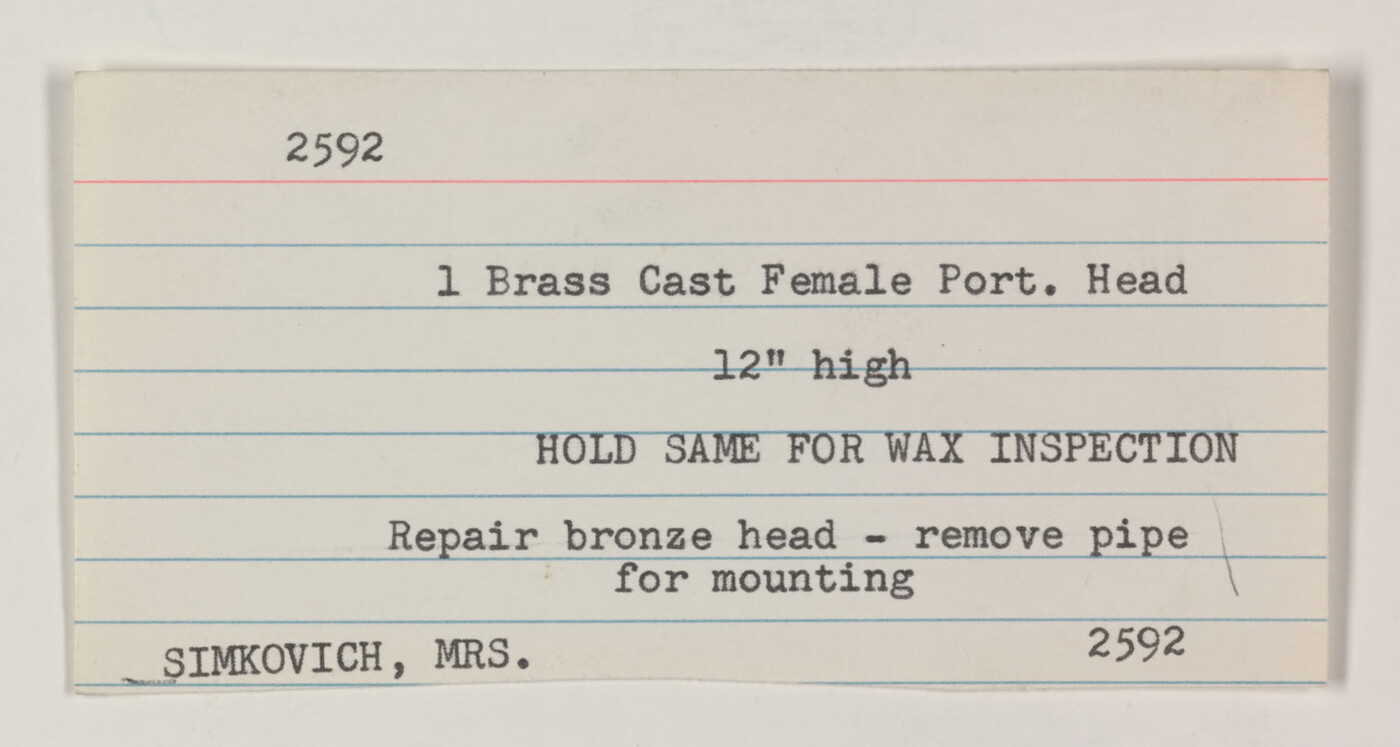 2592
1 Brass Cast Female Port. Head
12" high
HOLD SAME FOR WAX INSPECTION
Repair bronze head - remove pipe
for mounting
SIMKOVICH, MRS. 2592